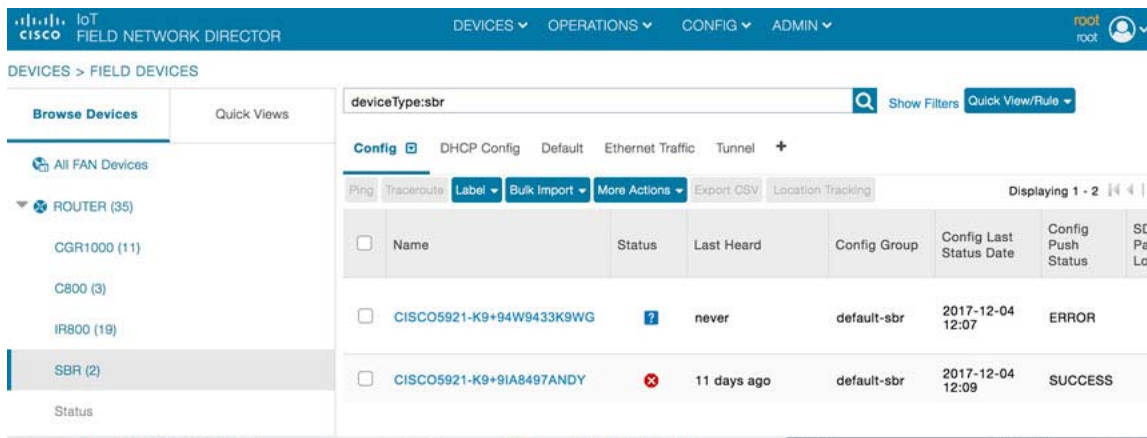 IoT
CISCO FIELD NETWORK DIRECTOR
DEVICES OPERATIONS CONFIG ADMIN
root
root
DEVICES > FIELD DEVICES
Browse Devices
Quick Views
All FAN Devices
ROUTER (35)
CGR1000 (11)
C800 (3)
IR800 (19)
SBR (2)
Status
deviceType:sbr
Show Filters Quick View/Rule
Config DHCP Config Default Ethernet Traffic Tunnel +
Ping Traceroute Label Bulk Import More Actions Export CSV Location Tracking
Displaying 1 - 2
Name Status Last Heard Config Group Config Last Status Date Config Push Status
CISCO5921-K9+94W9433K9WG ? never default-sbr 2017-12-04 12:07 ERROR
CISCO5921-K9+9IA8497ANDY 11 days ago default-sbr 2017-12-04 12:09 SUCCESS